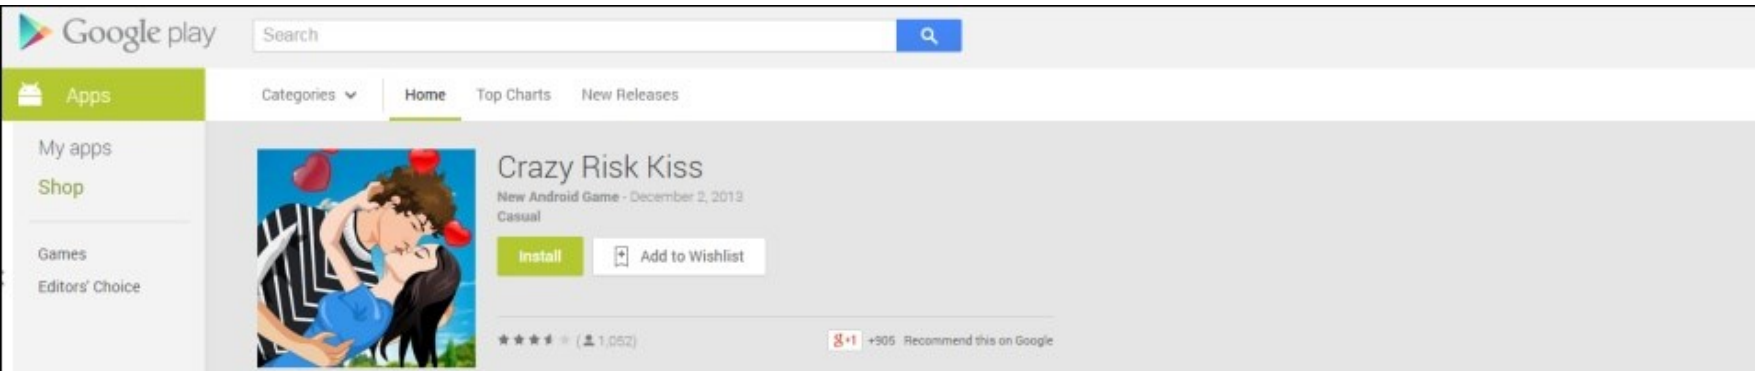 Google play
Search
Apps
Categories
Home
Top Charts
New Releases
My apps
Shop
Games
Editors' Choice
Crazy Risk Kiss
New Android Game - December 2, 2013
Casual
Install
Add to Wishlist
(1,052)
g+1 +905 Recommend this on Google